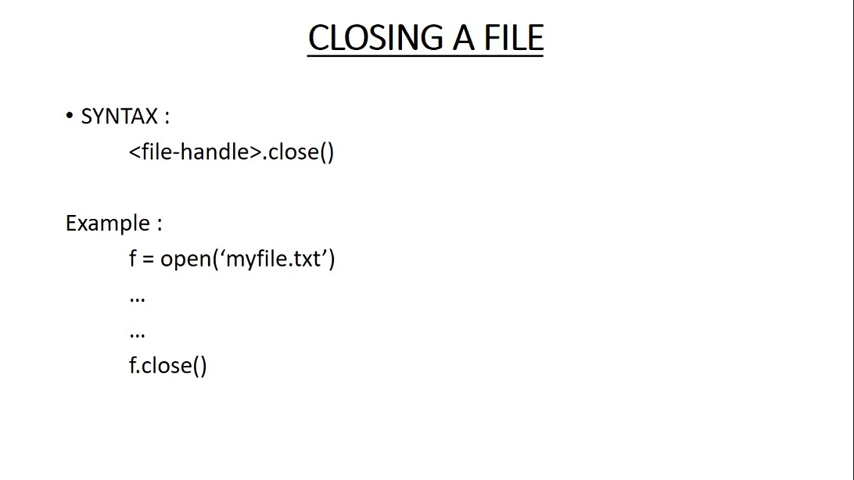 CLOSING A FILE
• SYNTAX :
<file-handle>.close()
Example :
f = open(‘myfile.txt’)
...
...
f.close()